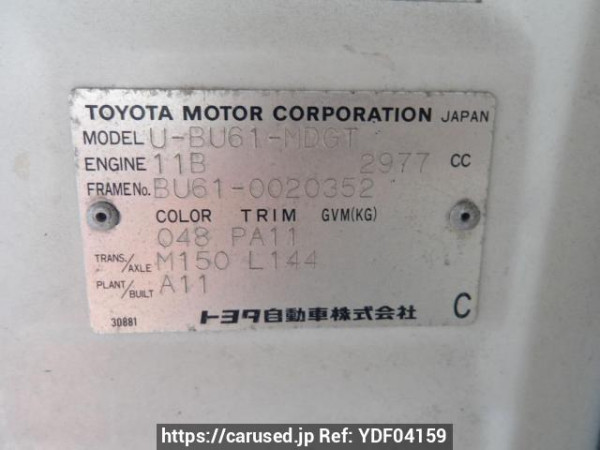 TOYOTA MOTOR CORPORATION JAPAN
MODEL U-BU61-MDGT
ENGINE 11B 2977 CC
FRAME No. BU61-0020352
COLOR TRIM GVM(KG)
048 PA11
TRANS./AXLE M150 L144
PLANT/BUILT A11
30881 トヨタ自動車株式会社 C
https://carused.jp Ref: YDF04159